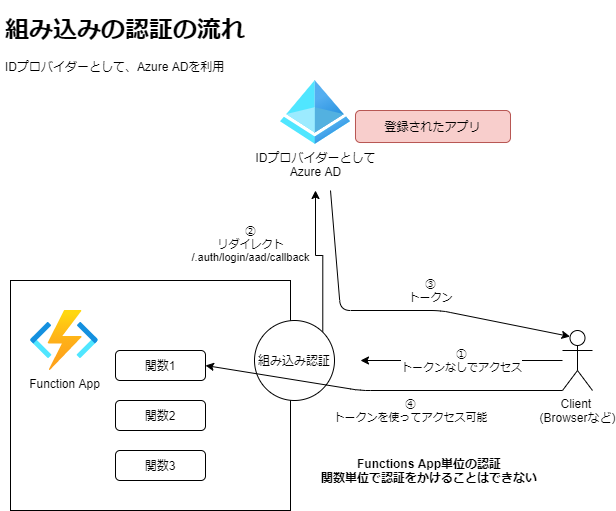 組み込みの認証の流れ
IDプロバイダーとして、Azure ADを利用
登録されたアプリ
IDプロバイダーとして
Azure AD
②
リダイレクト
/.auth/login/aad/callback
③
トークン
Function App
関数1
関数2
関数3
組み込み認証
①
トークンなしでアクセス
④
トークンを使ってアクセス可能
Client
(Browserなど)
Functions App単位の認証
関数単位で認証をかけることはできない